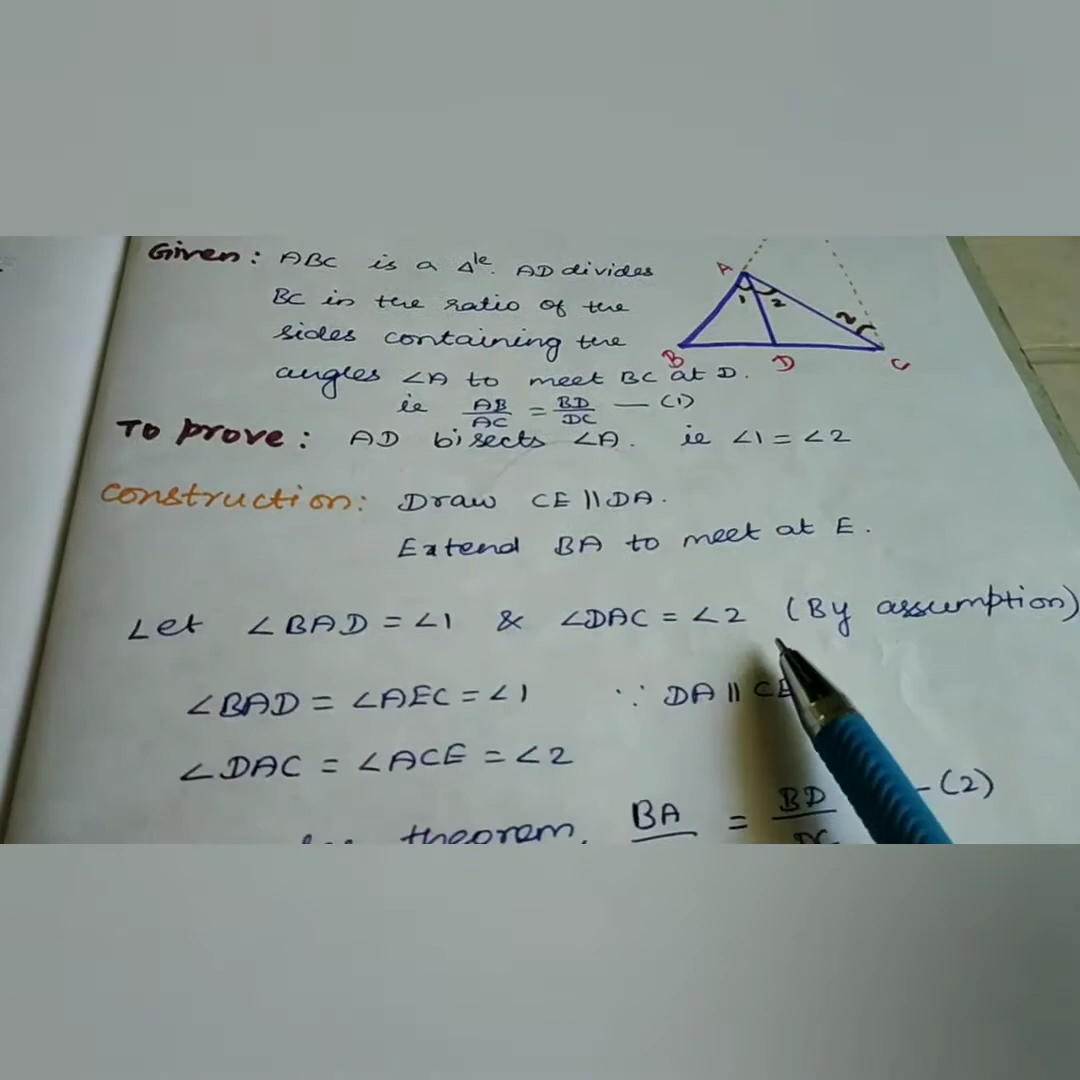 Given: ABC is a Δle. AD divides
BC in the ratio of the
sides containing the
angles ∠A to meet BC at D.
ie AB/AC = BD/DC — (1)
To prove: AD bisects ∠A. ie ∠1 = ∠2
Construction: Draw CE || DA.
Extend BA to meet at E.
Let ∠BAD = ∠1 & ∠DAC = ∠2 (By assumption)
∠BAD = ∠AEC = ∠1 ∵ DA || CE
∠DAC = ∠ACE = ∠2
theorem, BA = BD/DC — (2)
A
1 2 2
B D C